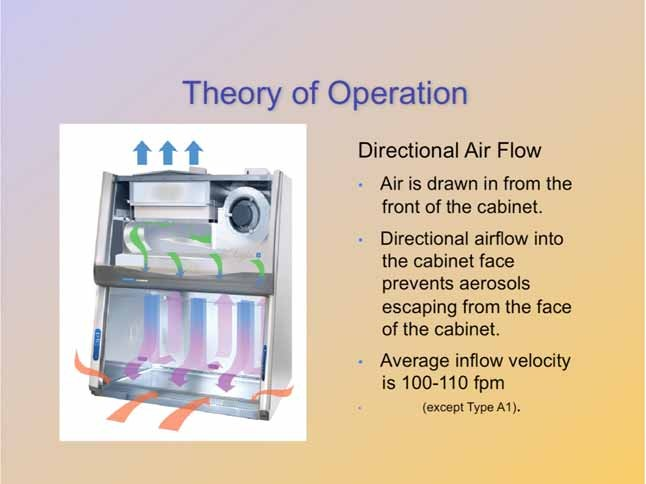 Theory of Operation
Directional Air Flow
• Air is drawn in from the
front of the cabinet.
• Directional airflow into
the cabinet face
prevents aerosols
escaping from the face
of the cabinet.
• Average inflow velocity
is 100-110 fpm
• (except Type A1).